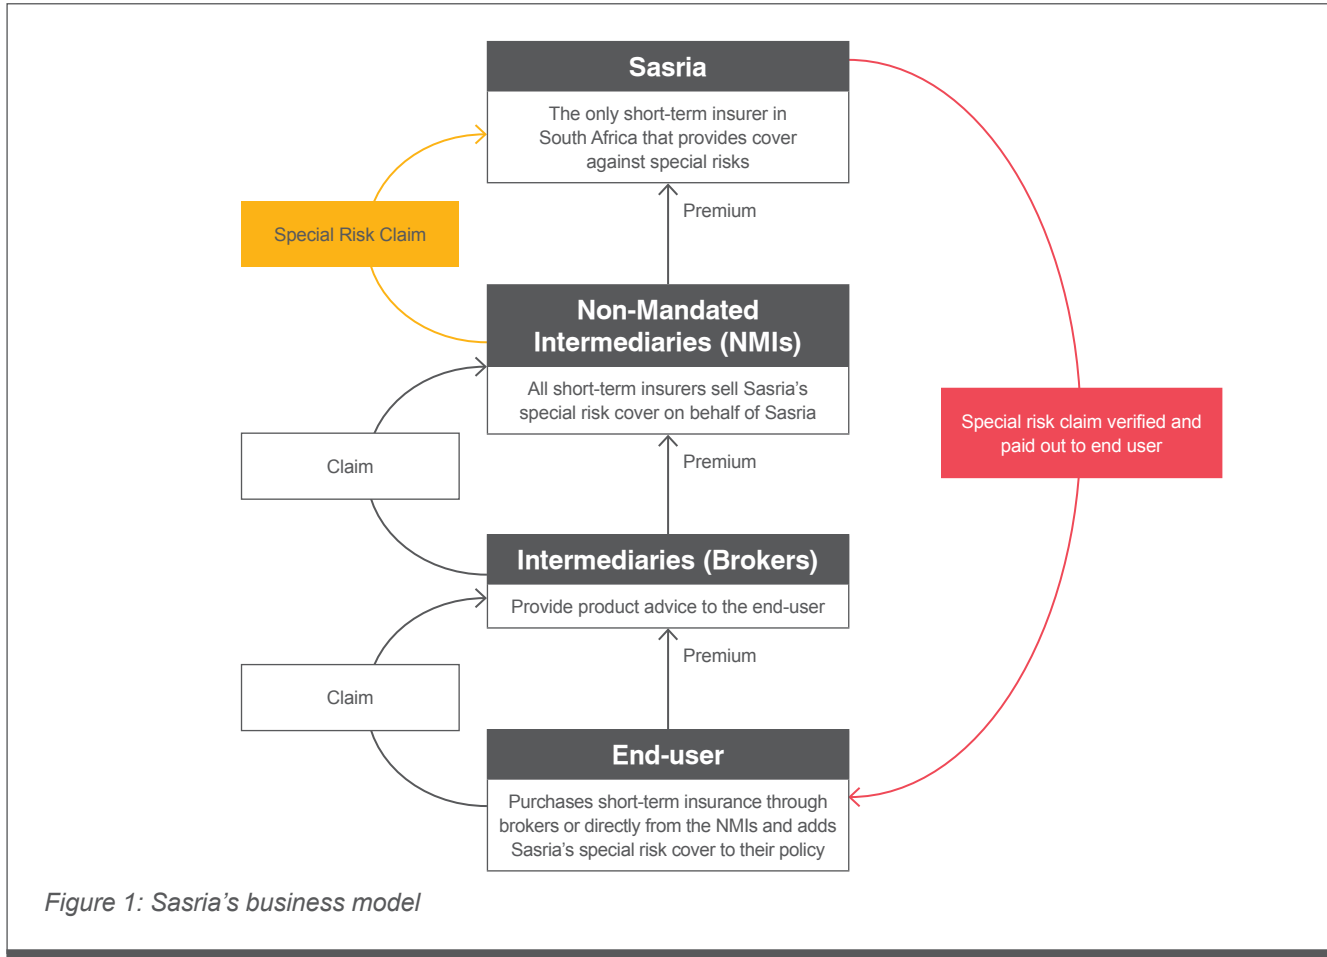 Sasria
The only short-term insurer in
South Africa that provides cover
against special risks
Premium
Special Risk Claim
Non-Mandated
Intermediaries (NMIs)
All short-term insurers sell Sasria's
special risk cover on behalf of Sasria
Special risk claim verified and
paid out to end user
Claim
Premium
Intermediaries (Brokers)
Provide product advice to the end-user
Premium
Claim
End-user
Purchases short-term insurance through
brokers or directly from the NMIs and adds
Sasria's special risk cover to their policy
Figure 1: Sasria's business model